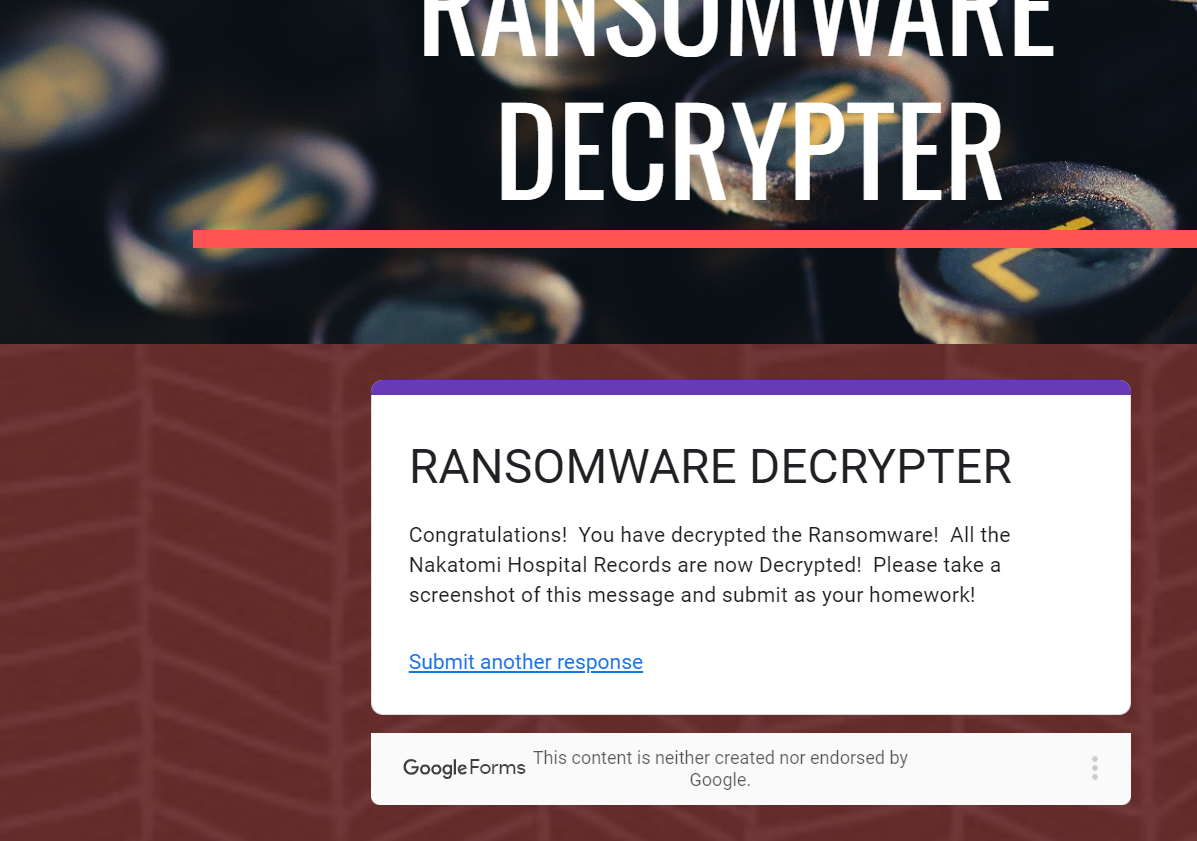 RANSOMWARE
DECRYPTER
RANSOMWARE DECRYPTER
Congratulations!  You have decrypted the Ransomware!  All the
Nakatomi Hospital Records are now Decrypted!  Please take a
screenshot of this message and submit as your homework!
Submit another response
Google Forms
This content is neither created nor endorsed by
Google.